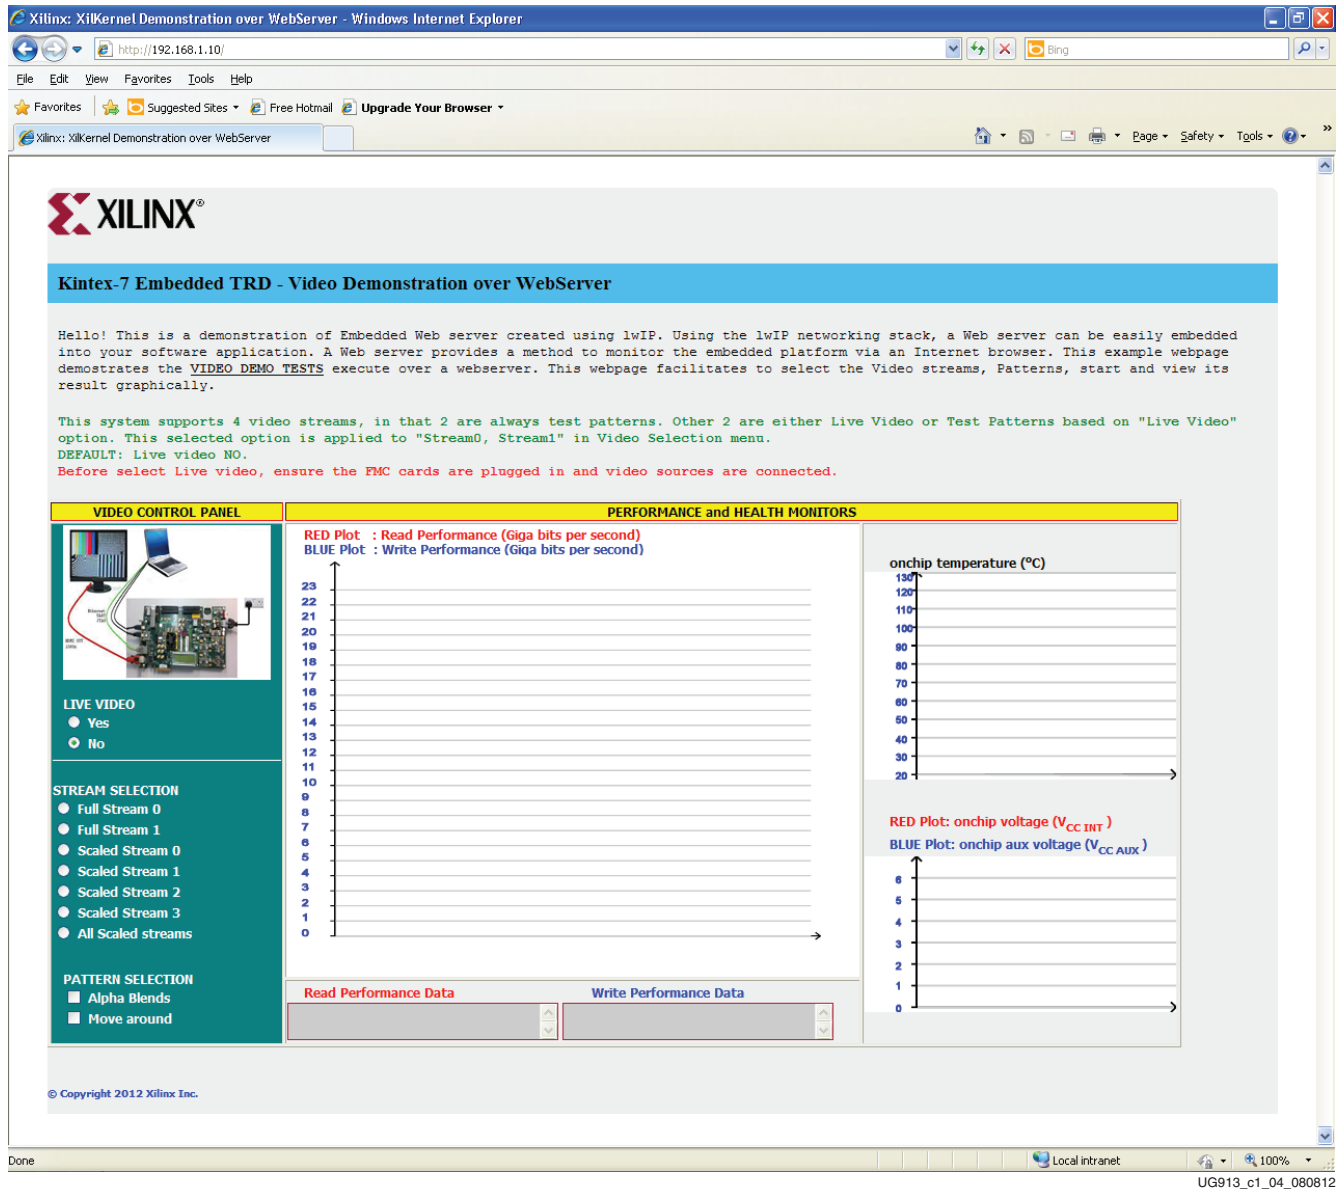 Xilinx: XilKernel Demonstration over WebServer - Windows Internet Explorer
http://192.168.1.10/
Bing
File Edit View Favorites Tools Help
Favorites Suggested Sites Free Hotmail Upgrade Your Browser
Xilinx: XilKernel Demonstration over WebServer
Page Safety Tools »
XILINX®
Kintex-7 Embedded TRD - Video Demonstration over WebServer
Hello! This is a demonstration of Embedded Web server created using lwIP. Using the lwIP networking stack, a Web server can be easily embedded
into your software application. A Web server provides a method to monitor the embedded platform via an Internet browser. This example webpage
demostrates the VIDEO DEMO TESTS execute over a webserver. This webpage facilitates to select the Video streams, Patterns, start and view its
result graphically.
This system supports 4 video streams, in that 2 are always test patterns. Other 2 are either Live Video or Test Patterns based on "Live Video"
option. This selected option is applied to "Stream0, Stream1" in Video Selection menu.
DEFAULT: Live video NO.
Before select Live video, ensure the FMC cards are plugged in and video sources are connected.
VIDEO CONTROL PANEL
LIVE VIDEO
Yes
No
STREAM SELECTION
Full Stream 0
Full Stream 1
Scaled Stream 0
Scaled Stream 1
Scaled Stream 2
Scaled Stream 3
All Scaled streams
PATTERN SELECTION
Alpha Blends
Move around
PERFORMANCE and HEALTH MONITORS
RED Plot : Read Performance (Giga bits per second)
BLUE Plot : Write Performance (Giga bits per second)
23
22
21
20
19
18
17
16
15
14
13
12
11
10
9
8
7
6
5
4
3
2
1
0
Read Performance Data
Write Performance Data
onchip temperature (ºC)
130
120
110
100
90
80
70
60
50
40
30
20
RED Plot: onchip voltage (VCC INT )
BLUE Plot: onchip aux voltage (VCC AUX )
6
5
4
3
2
1
0
© Copyright 2012 Xilinx Inc.
Done
Local intranet
100%
UG913_c1_04_080812